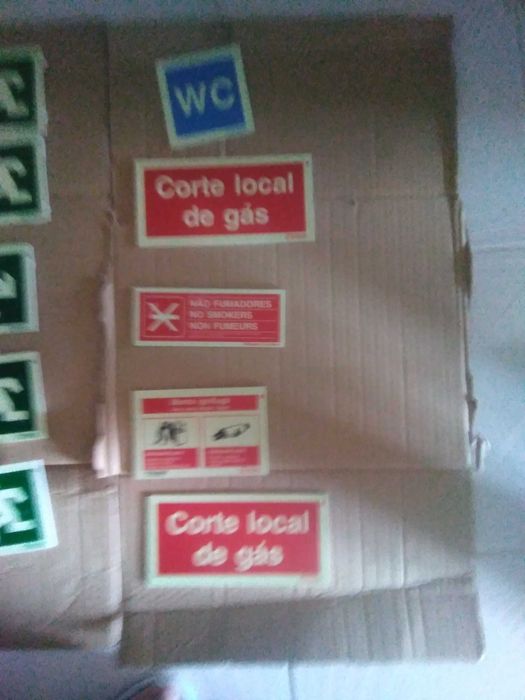 WC
Corte local
de gás
NÃO FUMADORES
NO SMOKERS
NON FUMEURS
Corte local
de gás